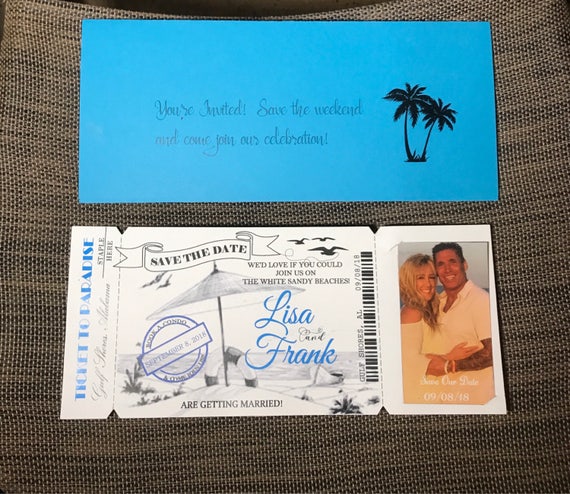 You're Invited! Save the weekend
and come join our celebration!
TICKET TO PARADISE
Gulf Shores, Alabama
STAPLE
HERE
SAVE THE DATE
WE'D LOVE IF YOU COULD
JOIN US ON
THE WHITE SANDY BEACHES!
Lisa
and
Frank
BOOK A CONDO
SEPTEMBER 8, 2018
ARE GETTING MARRIED!
GULF SHORES, AL
09/08/18
Save Our Date
09/08/18